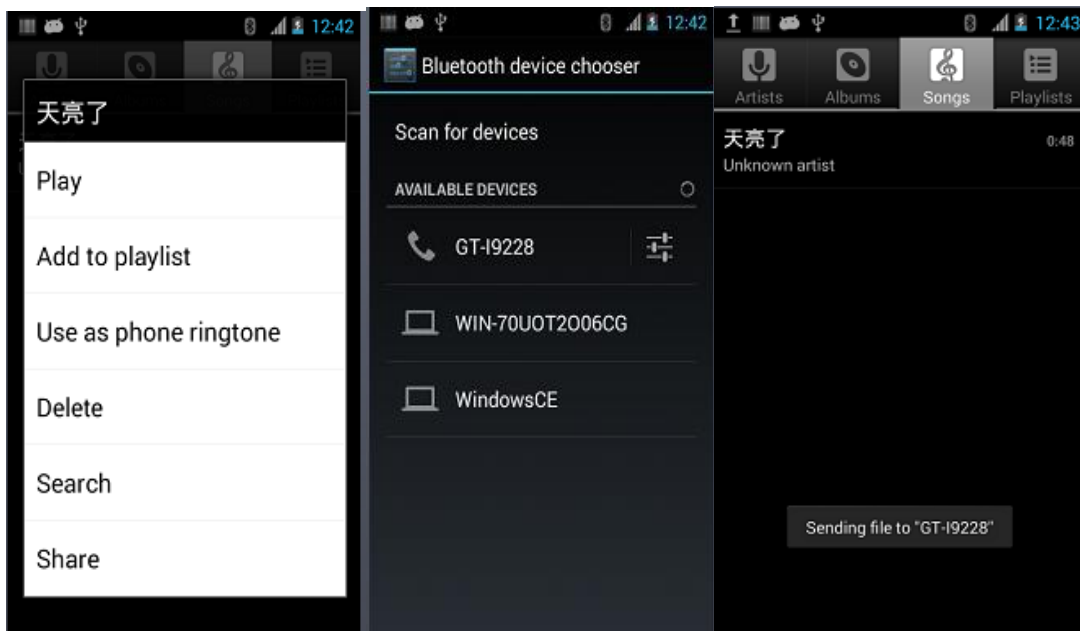 12:42
天亮了
Play
Add to playlist
Use as phone ringtone
Delete
Search
Share
12:42
Bluetooth device chooser
Scan for devices
AVAILABLE DEVICES
GT-I9228
WIN-70UOT2O06CG
WindowsCE
12:43
Artists Albums Songs Playlists
天亮了 0:48
Unknown artist
Sending file to "GT-I9228"